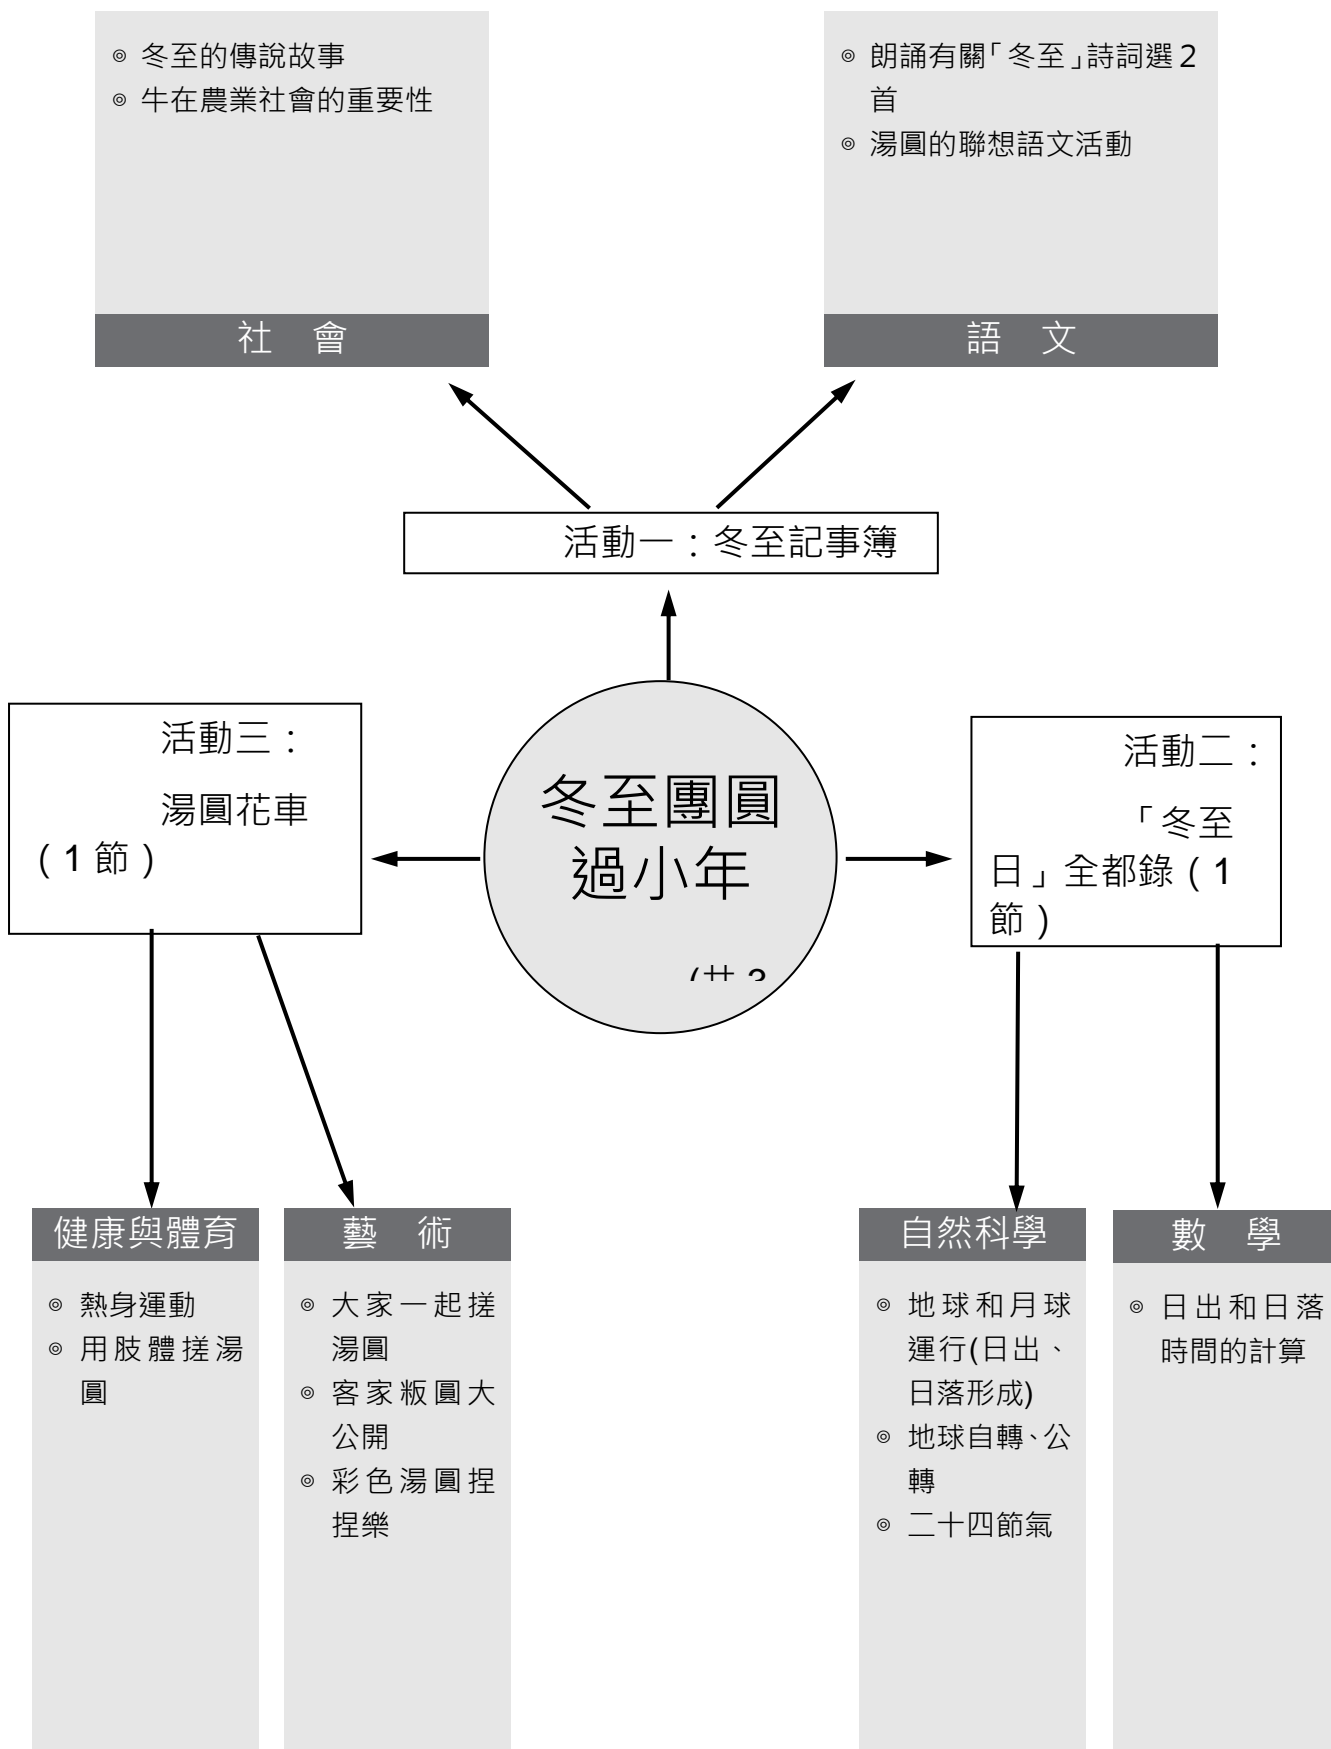 ◎ 冬至的傳說故事
◎ 牛在農業社會的重要性
社　會
◎ 朗誦有關「冬至」詩詞選2
首
◎ 湯圓的聯想語文活動
語　文
活動一：冬至記事簿
活動三：
湯圓花車
（1節）
冬至團圓
過小年
活動二：
「冬至
日」全都錄（1
節）
健康與體育
◎ 熱身運動
◎ 用肢體搓湯
圓
藝　術
◎ 大家一起搓
湯圓
◎ 客家粄圓大
公開
◎ 彩色湯圓捏
捏樂
自然科學
◎ 地球和月球
運行(日出、
日落形成)
◎ 地球自轉、公
轉
◎ 二十四節氣
數　學
◎ 日出和日落
時間的計算